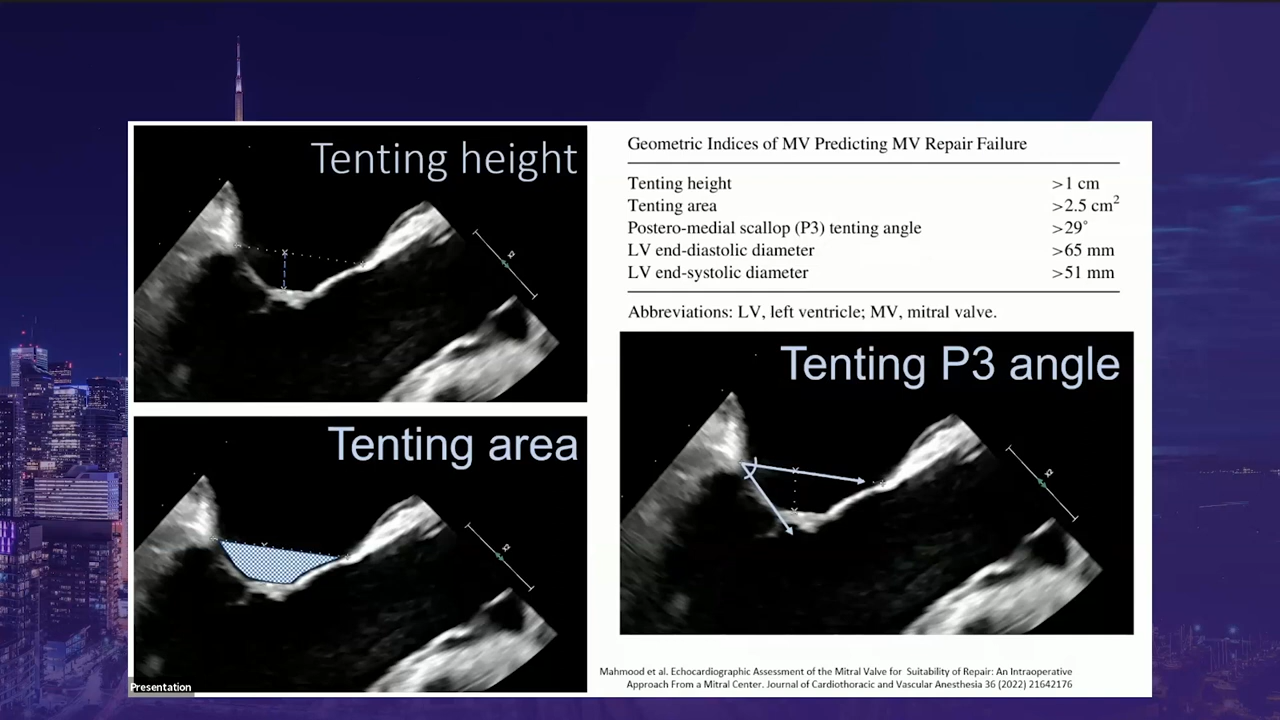 Tenting height
Geometric Indices of MV Predicting MV Repair Failure
Tenting height >1 cm
Tenting area >2.5 cm²
Postero-medial scallop (P3) tenting angle >29°
LV end-diastolic diameter >65 mm
LV end-systolic diameter >51 mm
Abbreviations: LV, left ventricle; MV, mitral valve.
Tenting area
Tenting P3 angle
Mahmood et al. Echocardiographic Assessment of the Mitral Valve for Suitability of Repair: An Intraoperative
Approach From a Mitral Center. Journal of Cardiothoracic and Vascular Anesthesia 36 (2022) 21642176
Presentation